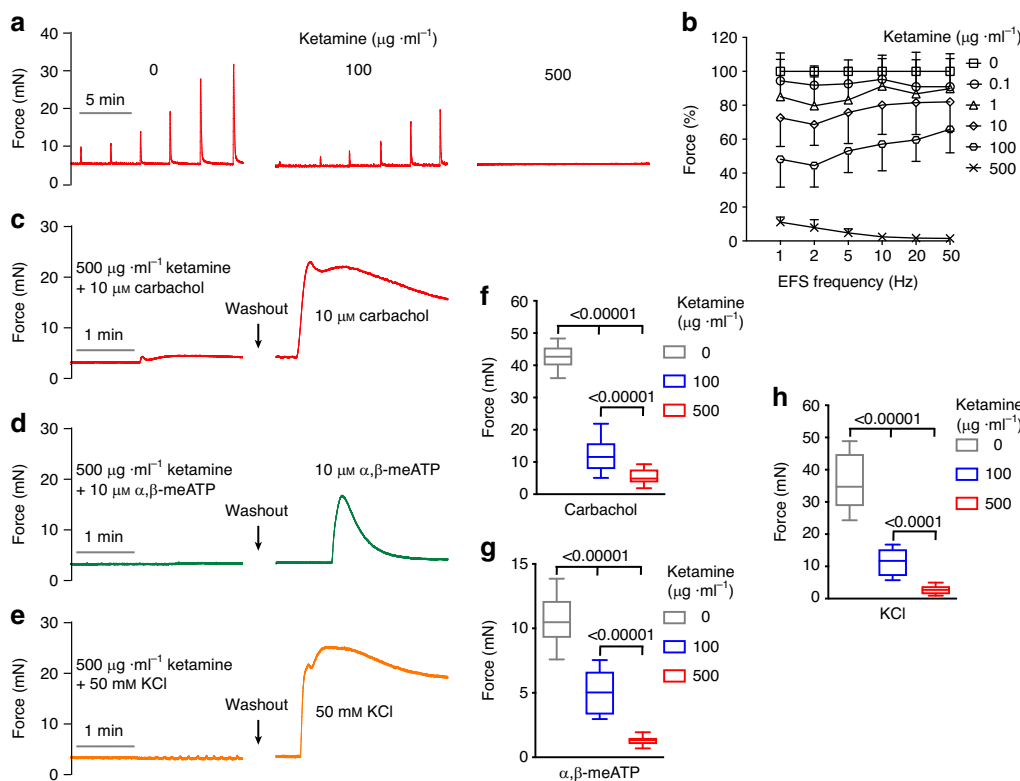 a
Ketamine (μg ·ml⁻¹)
0
100
500
5 min
Force (mN)
40
30
20
10
0
b
Ketamine (μg ·ml⁻¹)
0
0.1
1
10
100
500
Force (%)
120
100
80
60
40
20
0
1 2 5 10 20 50
EFS frequency (Hz)
c
500 μg ·ml⁻¹ ketamine
+ 10 μM carbachol
Washout
10 μM carbachol
1 min
Force (mN)
30
20
10
0
d
500 μg ·ml⁻¹ ketamine
+ 10 μM α,β-meATP
10 μM α,β-meATP
Washout
1 min
Force (mN)
30
20
10
0
e
500 μg ·ml⁻¹ ketamine
+ 50 mM KCl
Washout
50 mM KCl
1 min
Force (mN)
30
20
10
0
f
Ketamine
(μg ·ml⁻¹)
0
100
500
<0.00001
<0.00001
Force (mN)
60
50
40
30
20
10
0
Carbachol
g
Ketamine
(μg ·ml⁻¹)
0
100
500
<0.00001
<0.00001
Force (mN)
15
10
5
0
α,β-meATP
h
Ketamine
(μg ·ml⁻¹)
0
100
500
<0.00001
<0.0001
Force (mN)
60
50
40
30
20
10
0
KCl